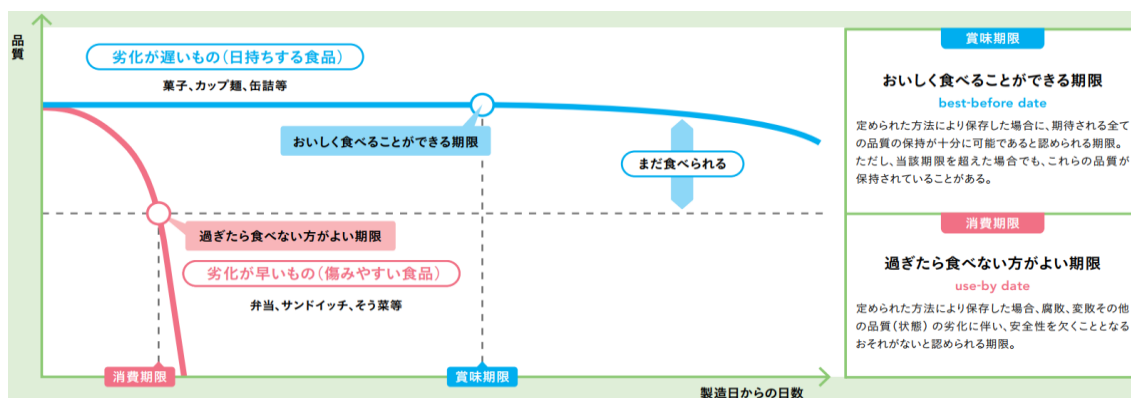 品質
劣化が遅いもの（日持ちする食品）
菓子、カップ麺、缶詰等
おいしく食べることができる期限
まだ食べられる
過ぎたら食べない方がよい期限
劣化が早いもの（傷みやすい食品）
弁当、サンドイッチ、そう菜等
消費期限
賞味期限
製造日からの日数
賞味期限
おいしく食べることができる期限
best-before date
定められた方法により保存した場合に、期待される全て
の品質の保持が十分に可能であると認められる期限。
ただし、当該期限を超えた場合でも、これらの品質が
保持されていることがある。
消費期限
過ぎたら食べない方がよい期限
use-by date
定められた方法により保存した場合、腐敗、変敗その他
の品質（状態）の劣化に伴い、安全性を欠くこととなる
おそれがないと認められる期限。